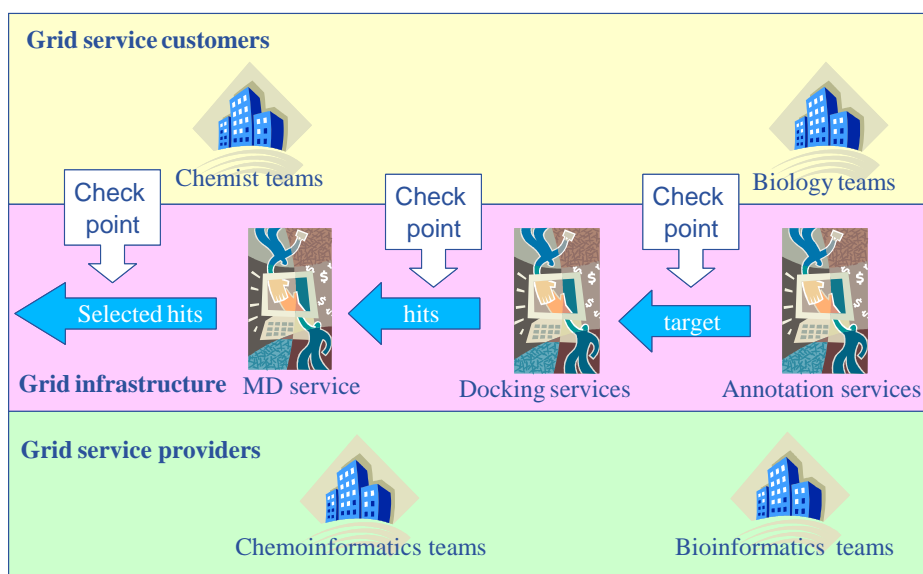 Grid service customers
Chemist teams
Biology teams
Check
point
Check
point
Check
point
Selected hits
hits
target
Grid infrastructure
MD service
Docking services
Annotation services
Grid service providers
Chemoinformatics teams
Bioinformatics teams